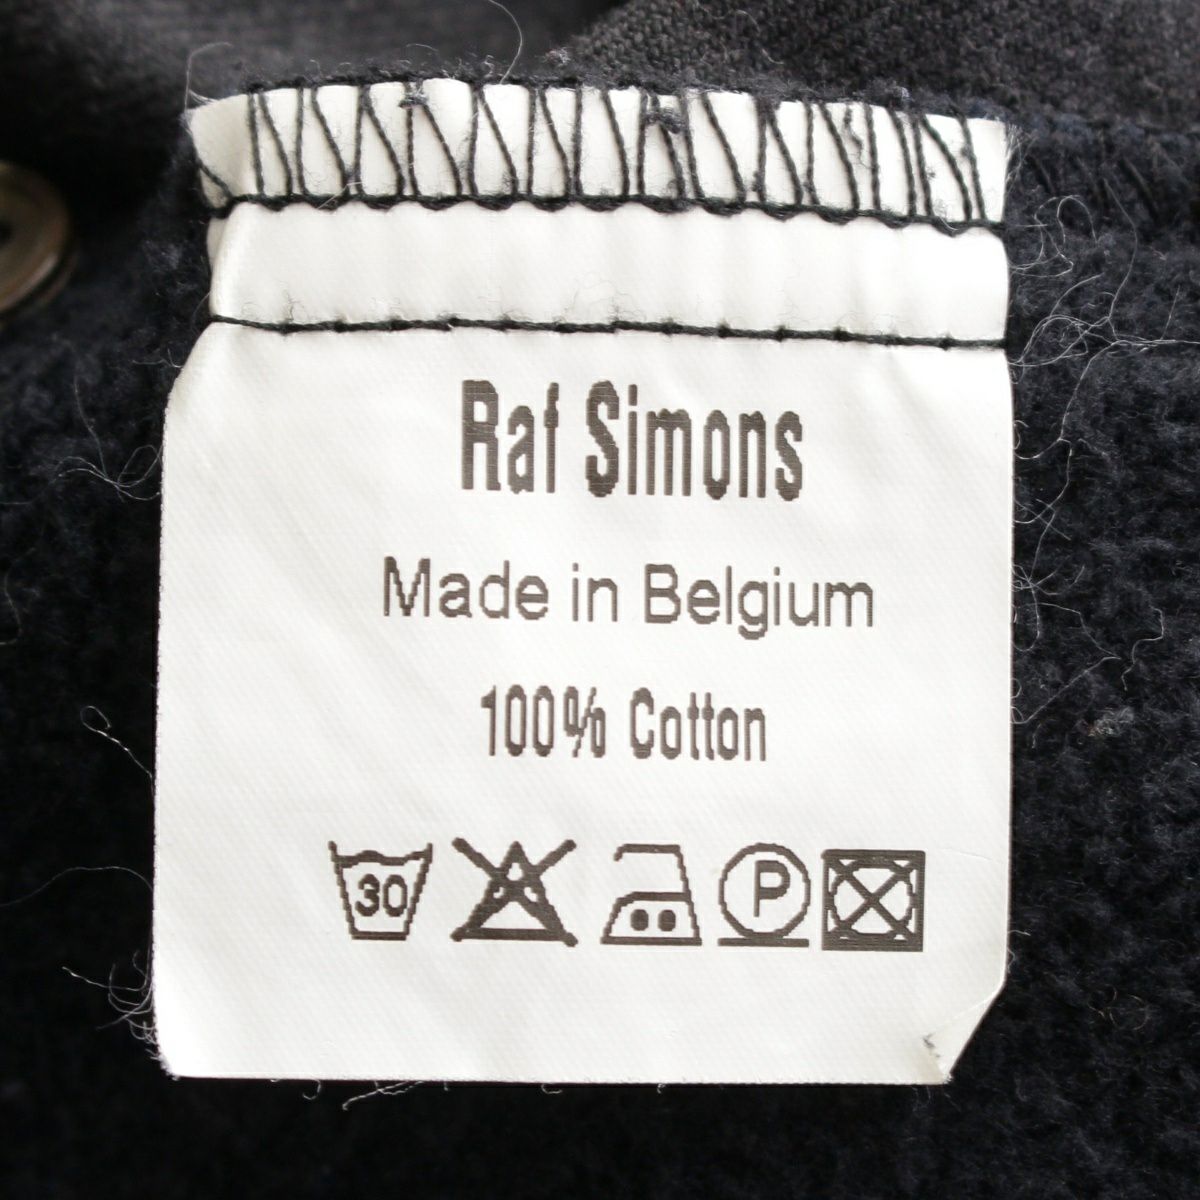 Raf Simons
Made in Belgium
100% Cotton
30 P